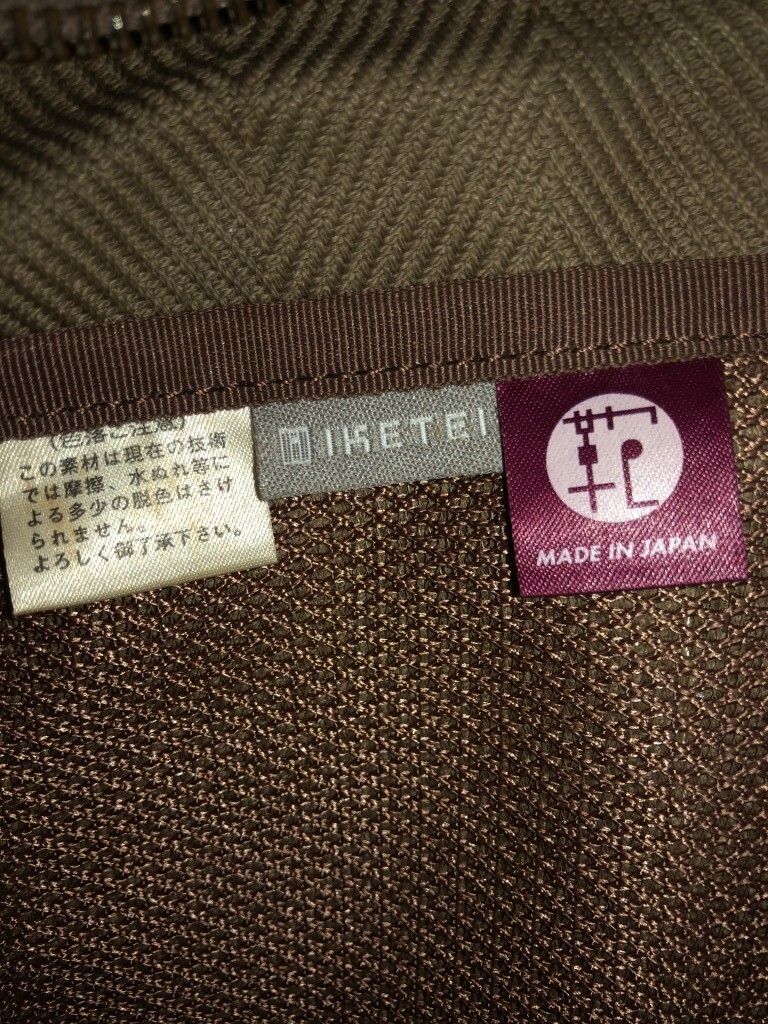 (色落ご注意)
この素材は現在の技術
では摩擦、水ぬれ等に
よる多少の脱色はさけ
られません。
よろしく御了承下さい。
IKETEI
MADE IN JAPAN